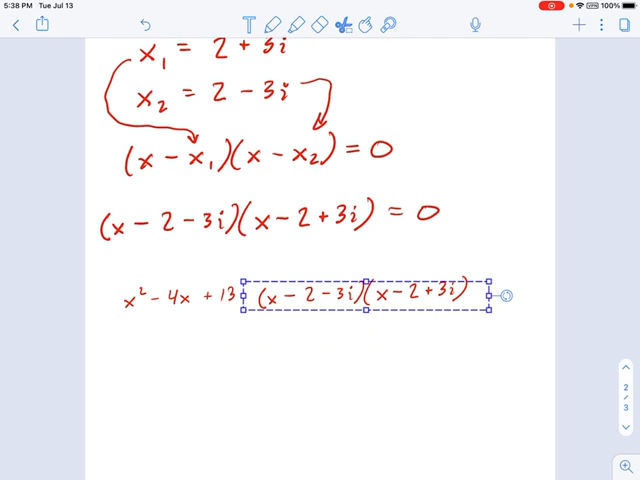 5:38 PM Tue Jul 13 100%
x₁ = 2 + 3i
x₂ = 2 - 3i
(x - x₁)(x - x₂) = 0
(x - 2 - 3i)(x - 2 + 3i) = 0
x² - 4x + 13 (x - 2 - 3i)(x - 2 + 3i)
2
/
3